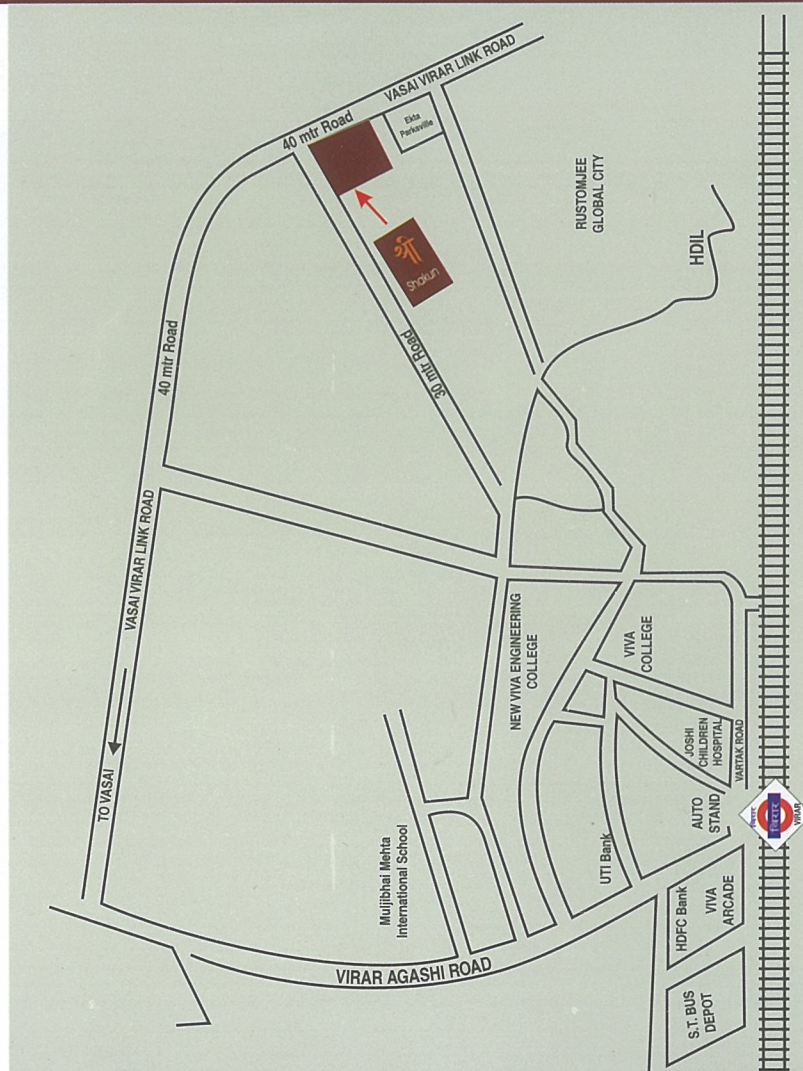 VASAI VIRAR LINK ROAD
40 mtr Road
Ekta
Parksville
श्री
Shakun
RUSTOMJEE
GLOBAL CITY
HDIL
40 mtr Road
30 mtr Road
VASAI VIRAR LINK ROAD
TO VASAI
NEW VIVA ENGINEERING
COLLEGE
VIVA
COLLEGE
JOSHI
CHILDREN
HOSPITAL
VARTAK ROAD
AUTO
STAND
Muljibhai Mehta
International School
UTI Bank
VIRAR AGASHI ROAD
HDFC Bank
VIVA
ARCADE
S.T. BUS
DEPOT
विरार
विरार
VIRAR